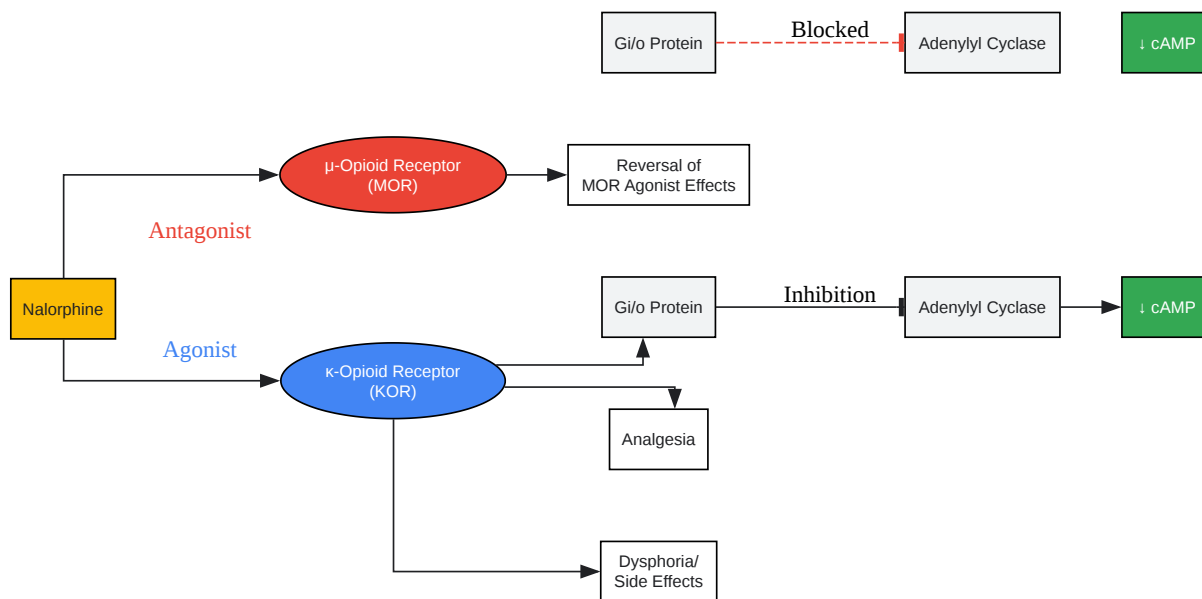 Gi/o Protein
Blocked
Adenylyl Cyclase
↓ cAMP
μ-Opioid Receptor
(MOR)
Reversal of
MOR Agonist Effects
Antagonist
Nalorphine
Agonist
κ-Opioid Receptor
(KOR)
Gi/o Protein
Inhibition
Adenylyl Cyclase
↓ cAMP
Analgesia
Dysphoria/
Side Effects